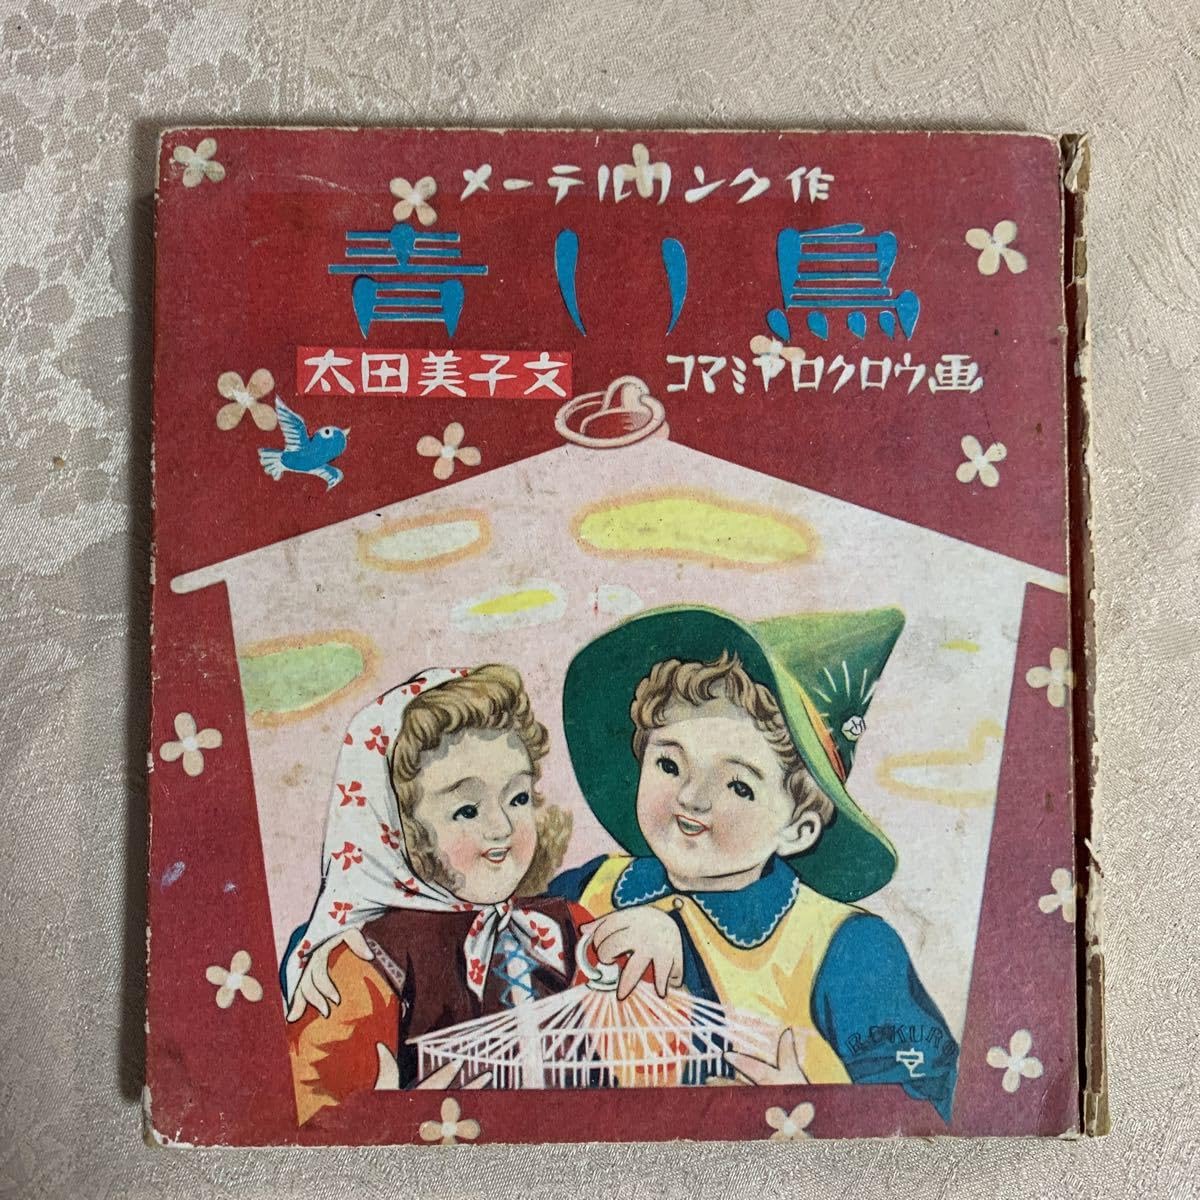 メーテルリンク作
青い鳥
太田美子文
コマミヤロクロウ画
ROKURO